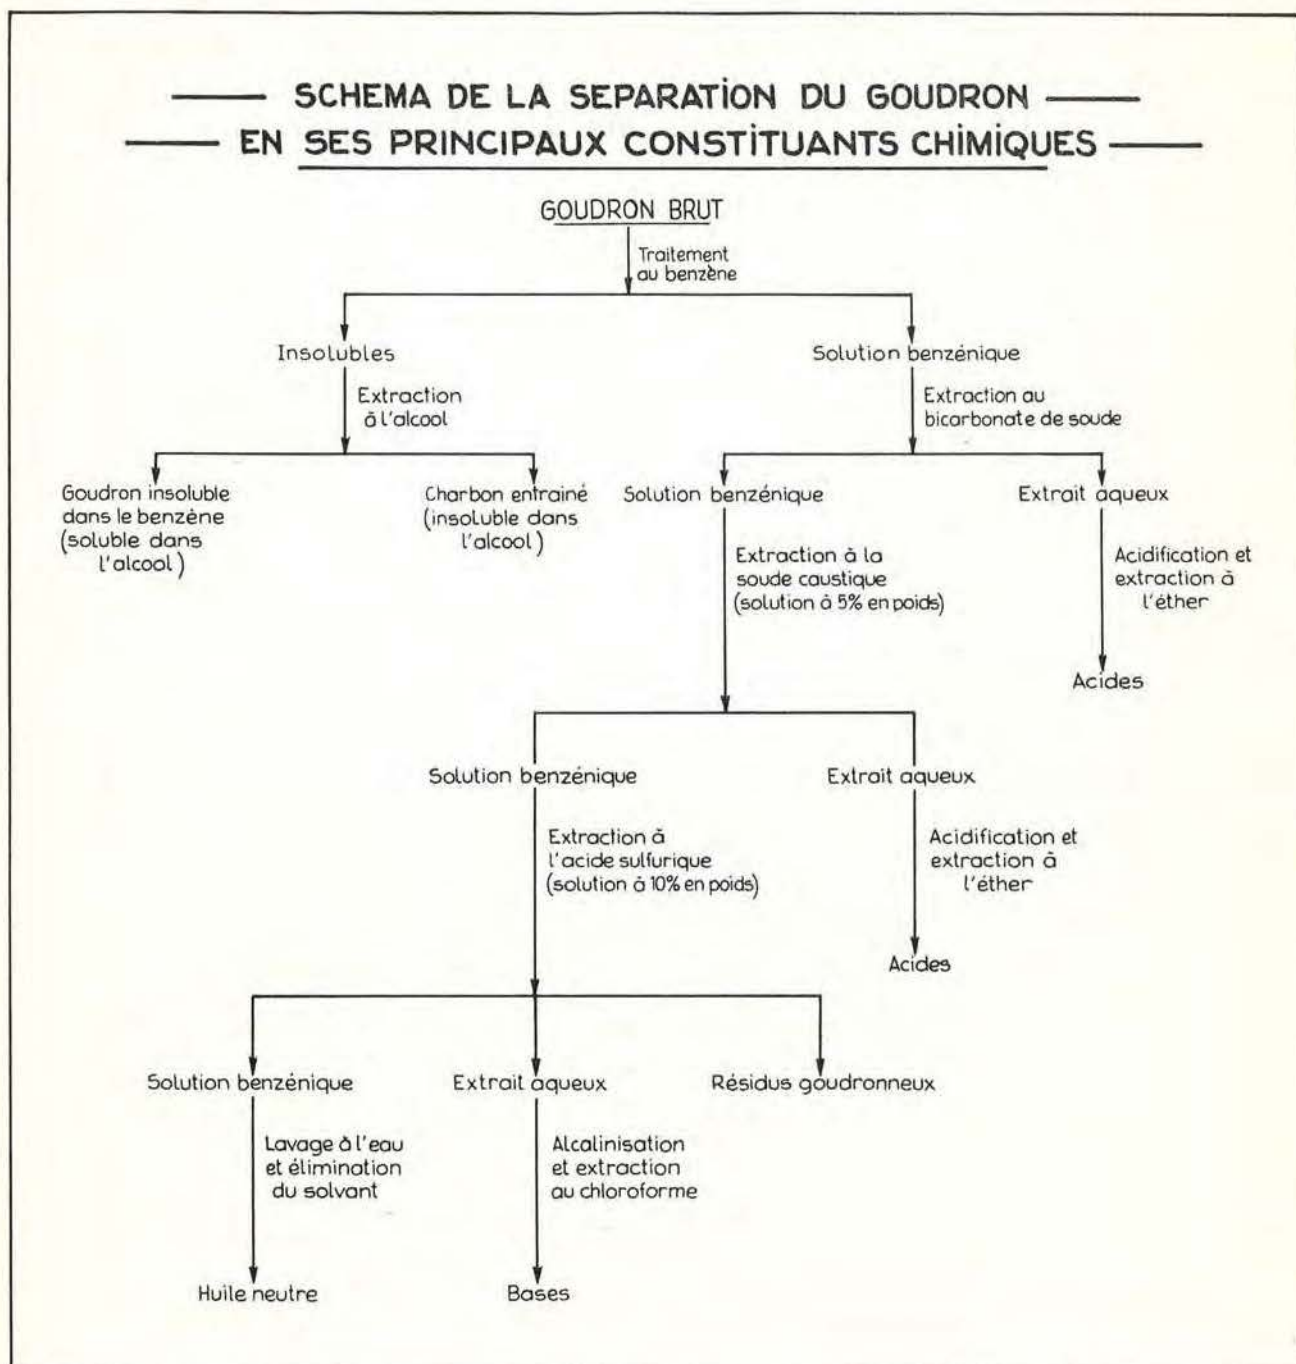 SCHEMA DE LA SEPARATION DU GOUDRON
EN SES PRINCIPAUX CONSTITUANTS CHIMIQUES
GOUDRON BRUT
Traitement
au benzène
Insolubles
Solution benzénique
Extraction
à l'alcool
Extraction au
bicarbonate de soude
Goudron insoluble
dans le benzène
(soluble dans
l'alcool)
Charbon entrainé
(insoluble dans
l'alcool)
Solution benzénique
Extrait aqueux
Extraction à la
soude caustique
(solution à 5% en poids)
Acidification et
extraction à
l'éther
Acides
Solution benzénique
Extrait aqueux
Extraction à
l'acide sulfurique
(solution à 10% en poids)
Acidification et
extraction à
l'éther
Acides
Solution benzénique
Extrait aqueux
Résidus goudronneux
Lavage à l'eau
et élimination
du solvant
Alcalinisation
et extraction
au chloroforme
Huile neutre
Bases